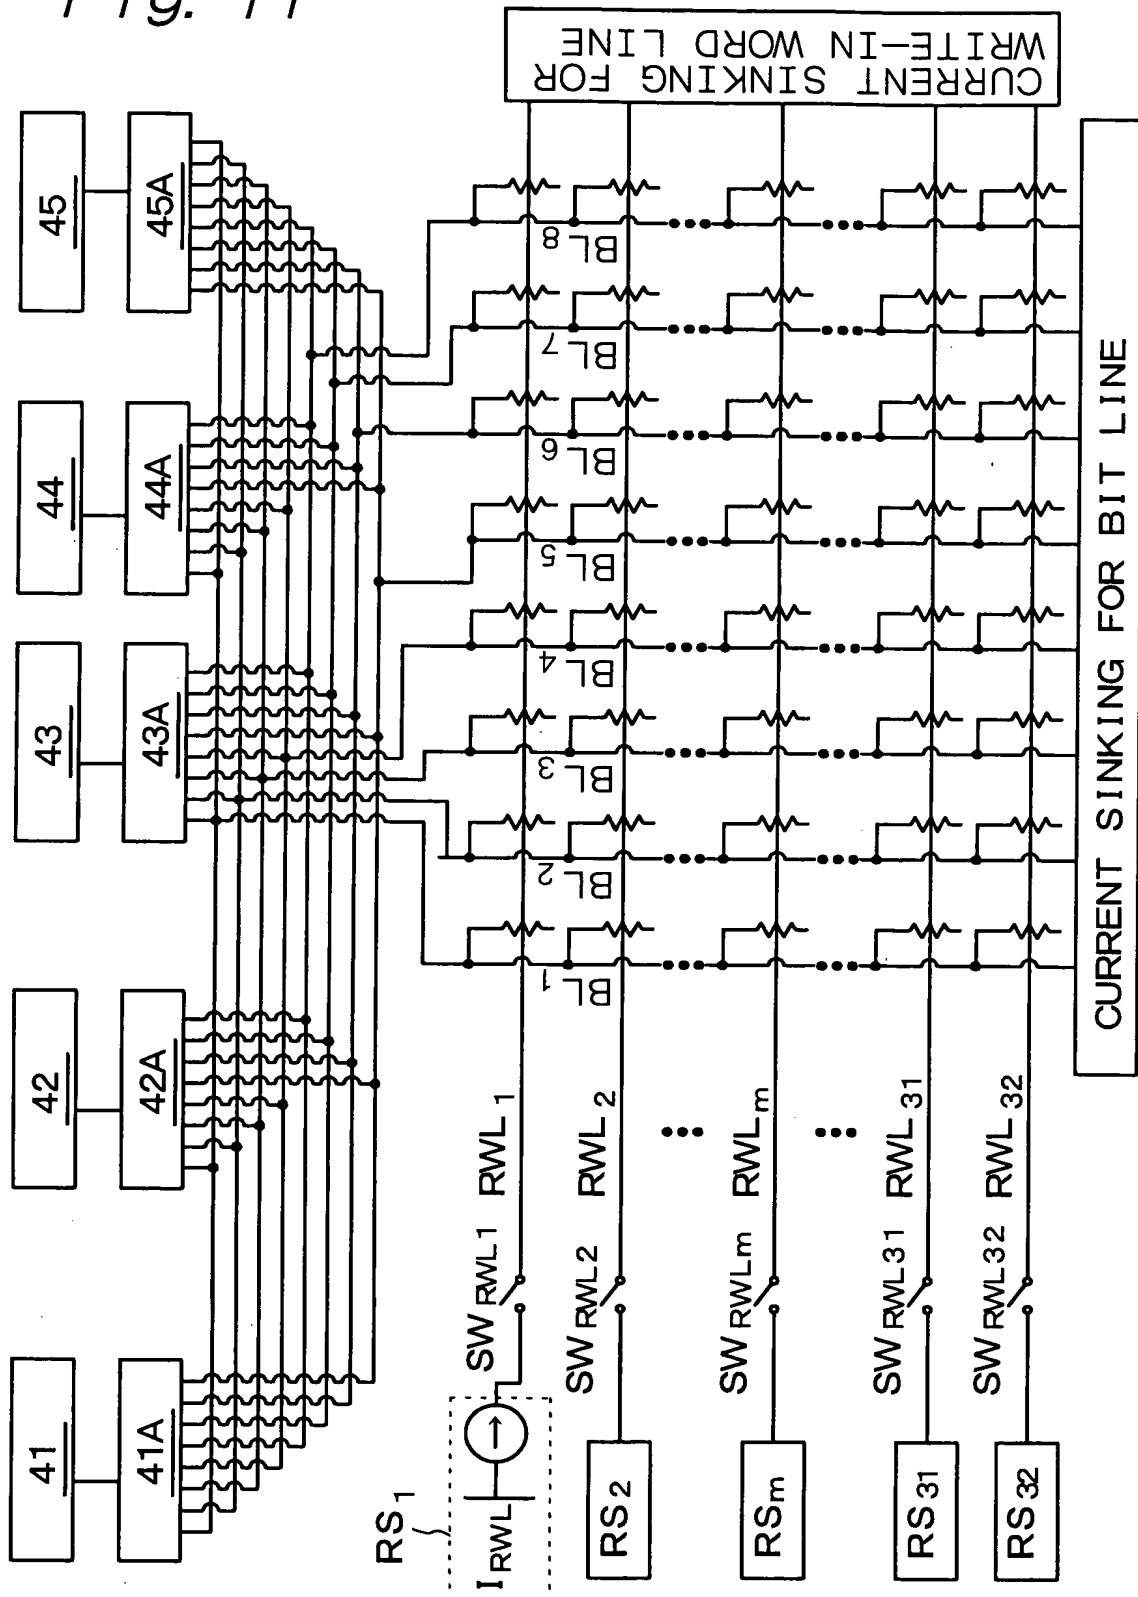 Fig. 11
41
42
43
44
45
41A
42A
43A
44A
45A
RS1
IRWL
SWRWL1
RWL1
RS2
SWRWL2
RWL2
RSm
SWRWLm
RWLm
RS31
SWRWL31
RWL31
RS32
SWRWL32
RWL32
BL1
BL2
BL3
BL4
BL5
BL6
BL7
BL8
CURRENT SINKING FOR
WRITE-IN WORD LINE
CURRENT SINKING FOR BIT LINE